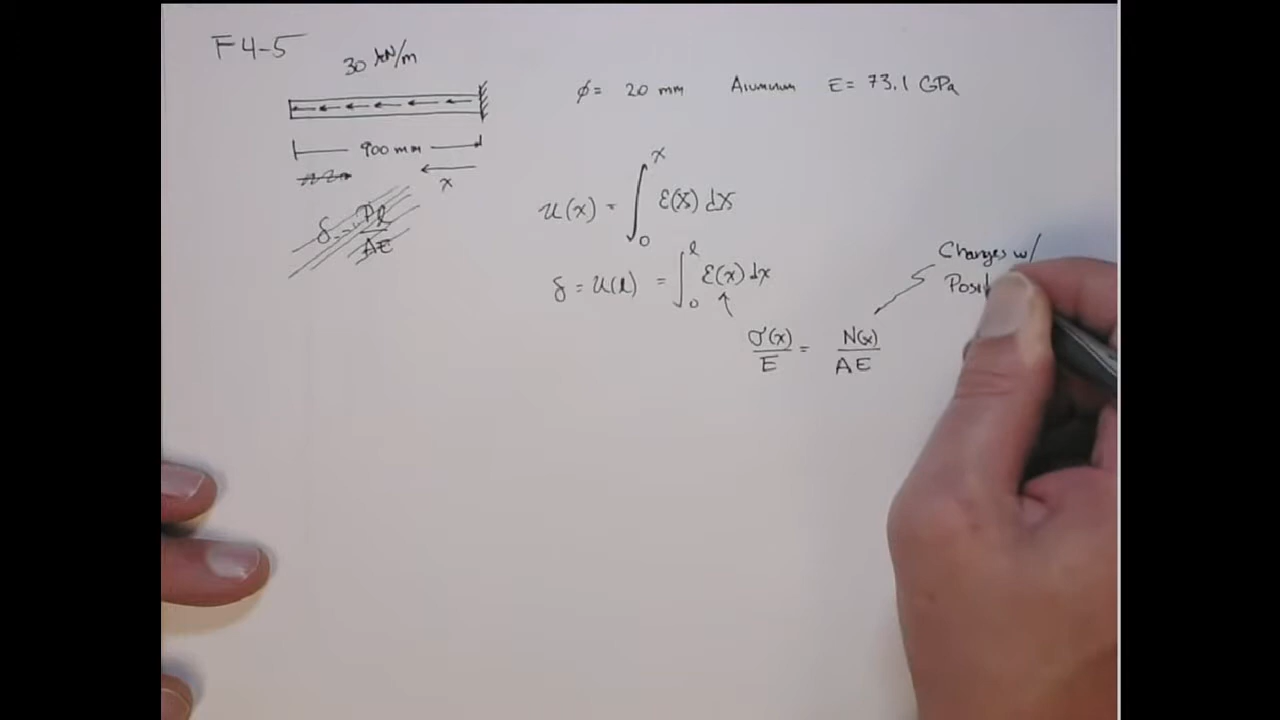 F4-5
30 kN/m
ϕ = 20 mm Aluminum E = 73.1 GPa
900 mm
x
δ = Pl/AE
u(x) = ∫₀ˣ ε(x) dx
δ = u(l) = ∫₀ˡ ε(x) dx
σ(x)/E = N(x)/AE
Changes w/
Posit